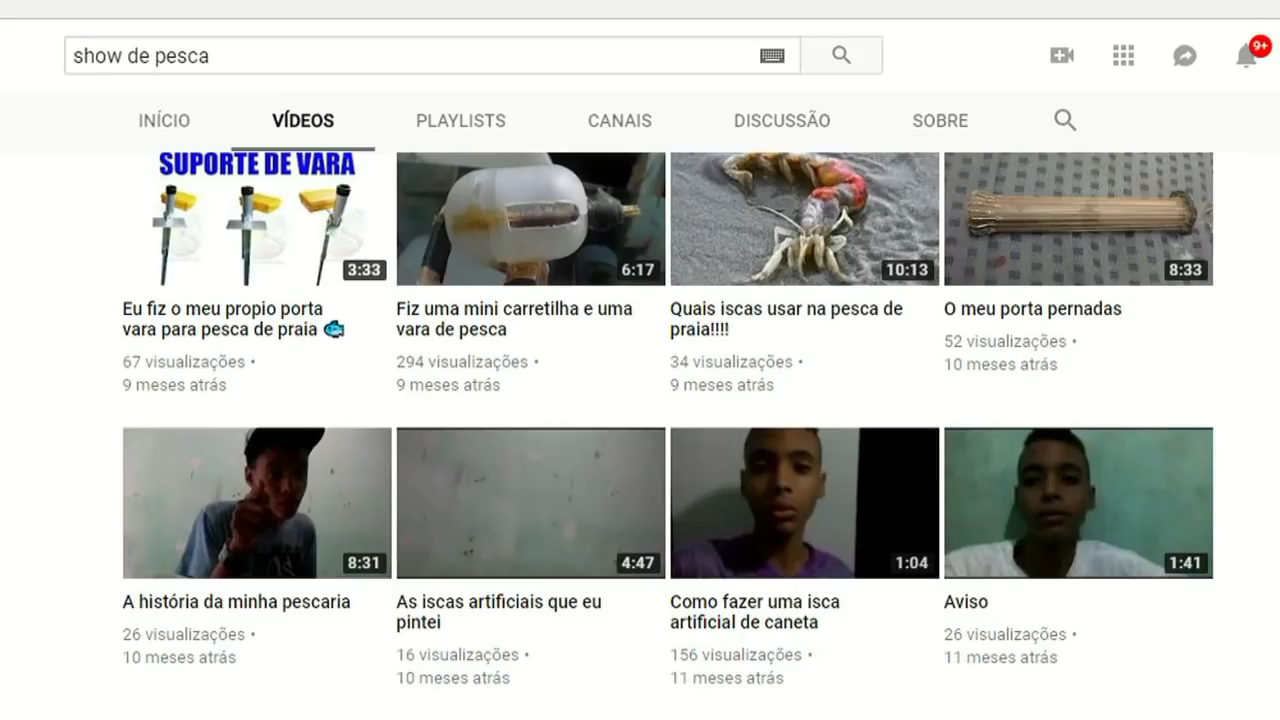 show de pesca
9+
INÍCIO VÍDEOS PLAYLISTS CANAIS DISCUSSÃO SOBRE
SUPORTE DE VARA
3:33
6:17
10:13
8:33
Eu fiz o meu propio porta
vara para pesca de praia 🐟
67 visualizações •
9 meses atrás
Fiz uma mini carretilha e uma
vara de pesca
294 visualizações •
9 meses atrás
Quais iscas usar na pesca de
praia!!!!
34 visualizações •
9 meses atrás
O meu porta pernadas
52 visualizações •
10 meses atrás
8:31
4:47
1:04
1:41
A história da minha pescaria
26 visualizações •
10 meses atrás
As iscas artificiais que eu
pintei
16 visualizações •
10 meses atrás
Como fazer uma isca
artificial de caneta
156 visualizações •
11 meses atrás
Aviso
26 visualizações •
11 meses atrás